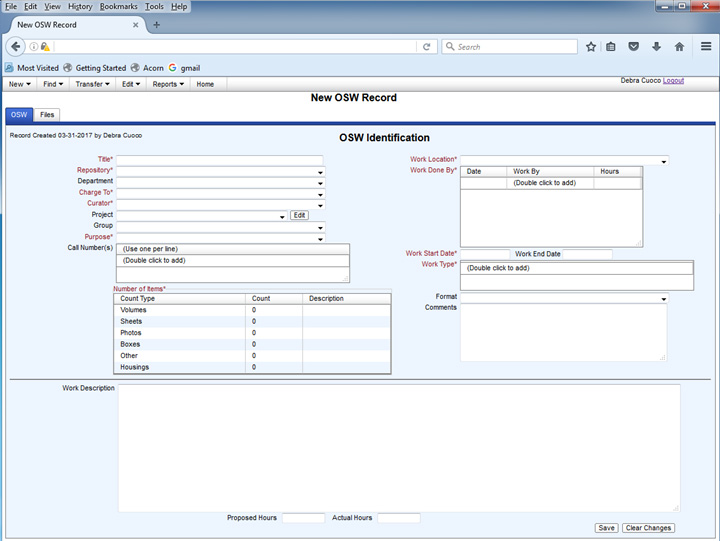 File Edit View History Bookmarks Tools Help
New OSW Record
Search
Most Visited Getting Started Acorn G gmail
New Find Transfer Edit Reports Home
Debra Cuoco Logout
New OSW Record
OSW Files
Record Created 03-31-2017 by Debra Cuoco
OSW Identification
Title*
Repository*
Department
Charge To*
Curator*
Project Edit
Group
Purpose*
Call Number(s) (Use one per line)
(Double click to add)
Number of Items*
Count Type Count Description
Volumes 0
Sheets 0
Photos 0
Boxes 0
Other 0
Housings 0
Work Location*
Work Done By* Date Work By Hours
(Double click to add)
Work Start Date* Work End Date
Work Type* (Double click to add)
Format
Comments
Work Description
Proposed Hours Actual Hours
Save Clear Changes